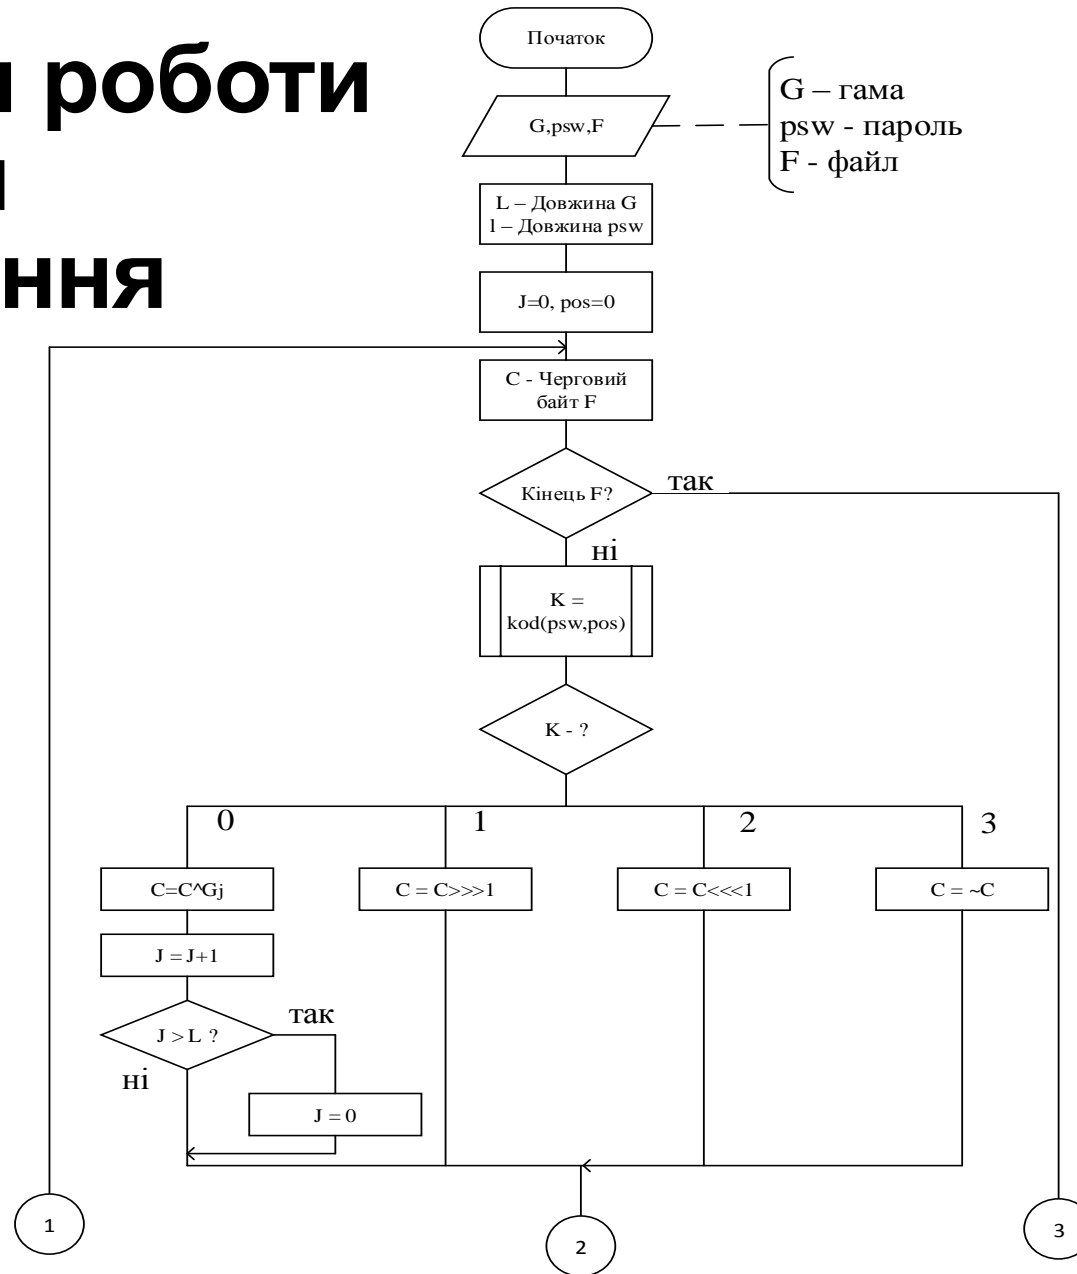 роботи
ння
Початок
G,psw,F
G – гама
psw - пароль
F - файл
L – Довжина G
l – Довжина psw
J=0, pos=0
C - Черговий
байт F
Кінець F?
так
ні
K =
kod(psw,pos)
K - ?
0
1
2
3
C=C^Gj
C = C>>>1
C = C<<<1
C = ~C
J = J+1
J > L ?
так
ні
J = 0
1
2
3